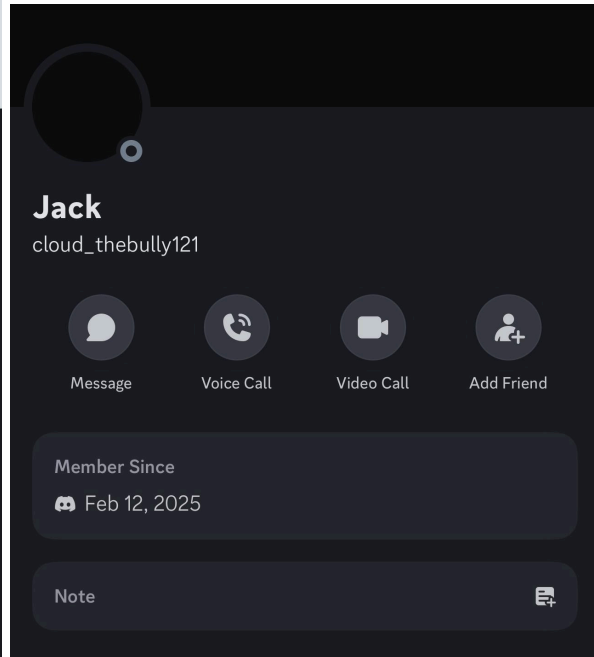 Jack
cloud_thebully121
Message Voice Call Video Call Add Friend
Member Since
Feb 12, 2025
Note